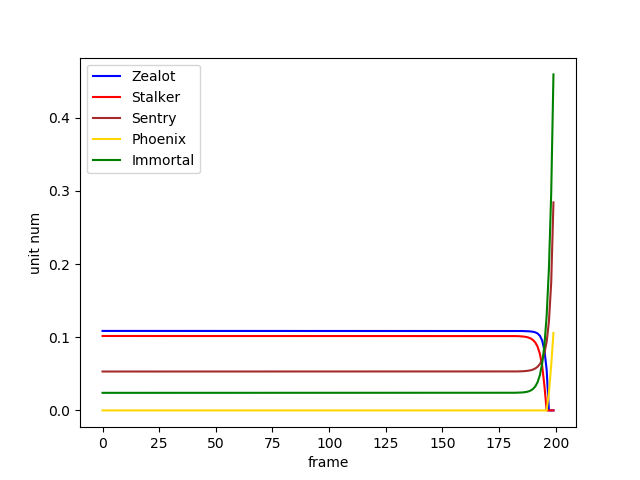 Zealot
Stalker
Sentry
Phoenix
Immortal
0.4
0.3
0.2
0.1
0.0
unit num
0 25 50 75 100 125 150 175 200
frame